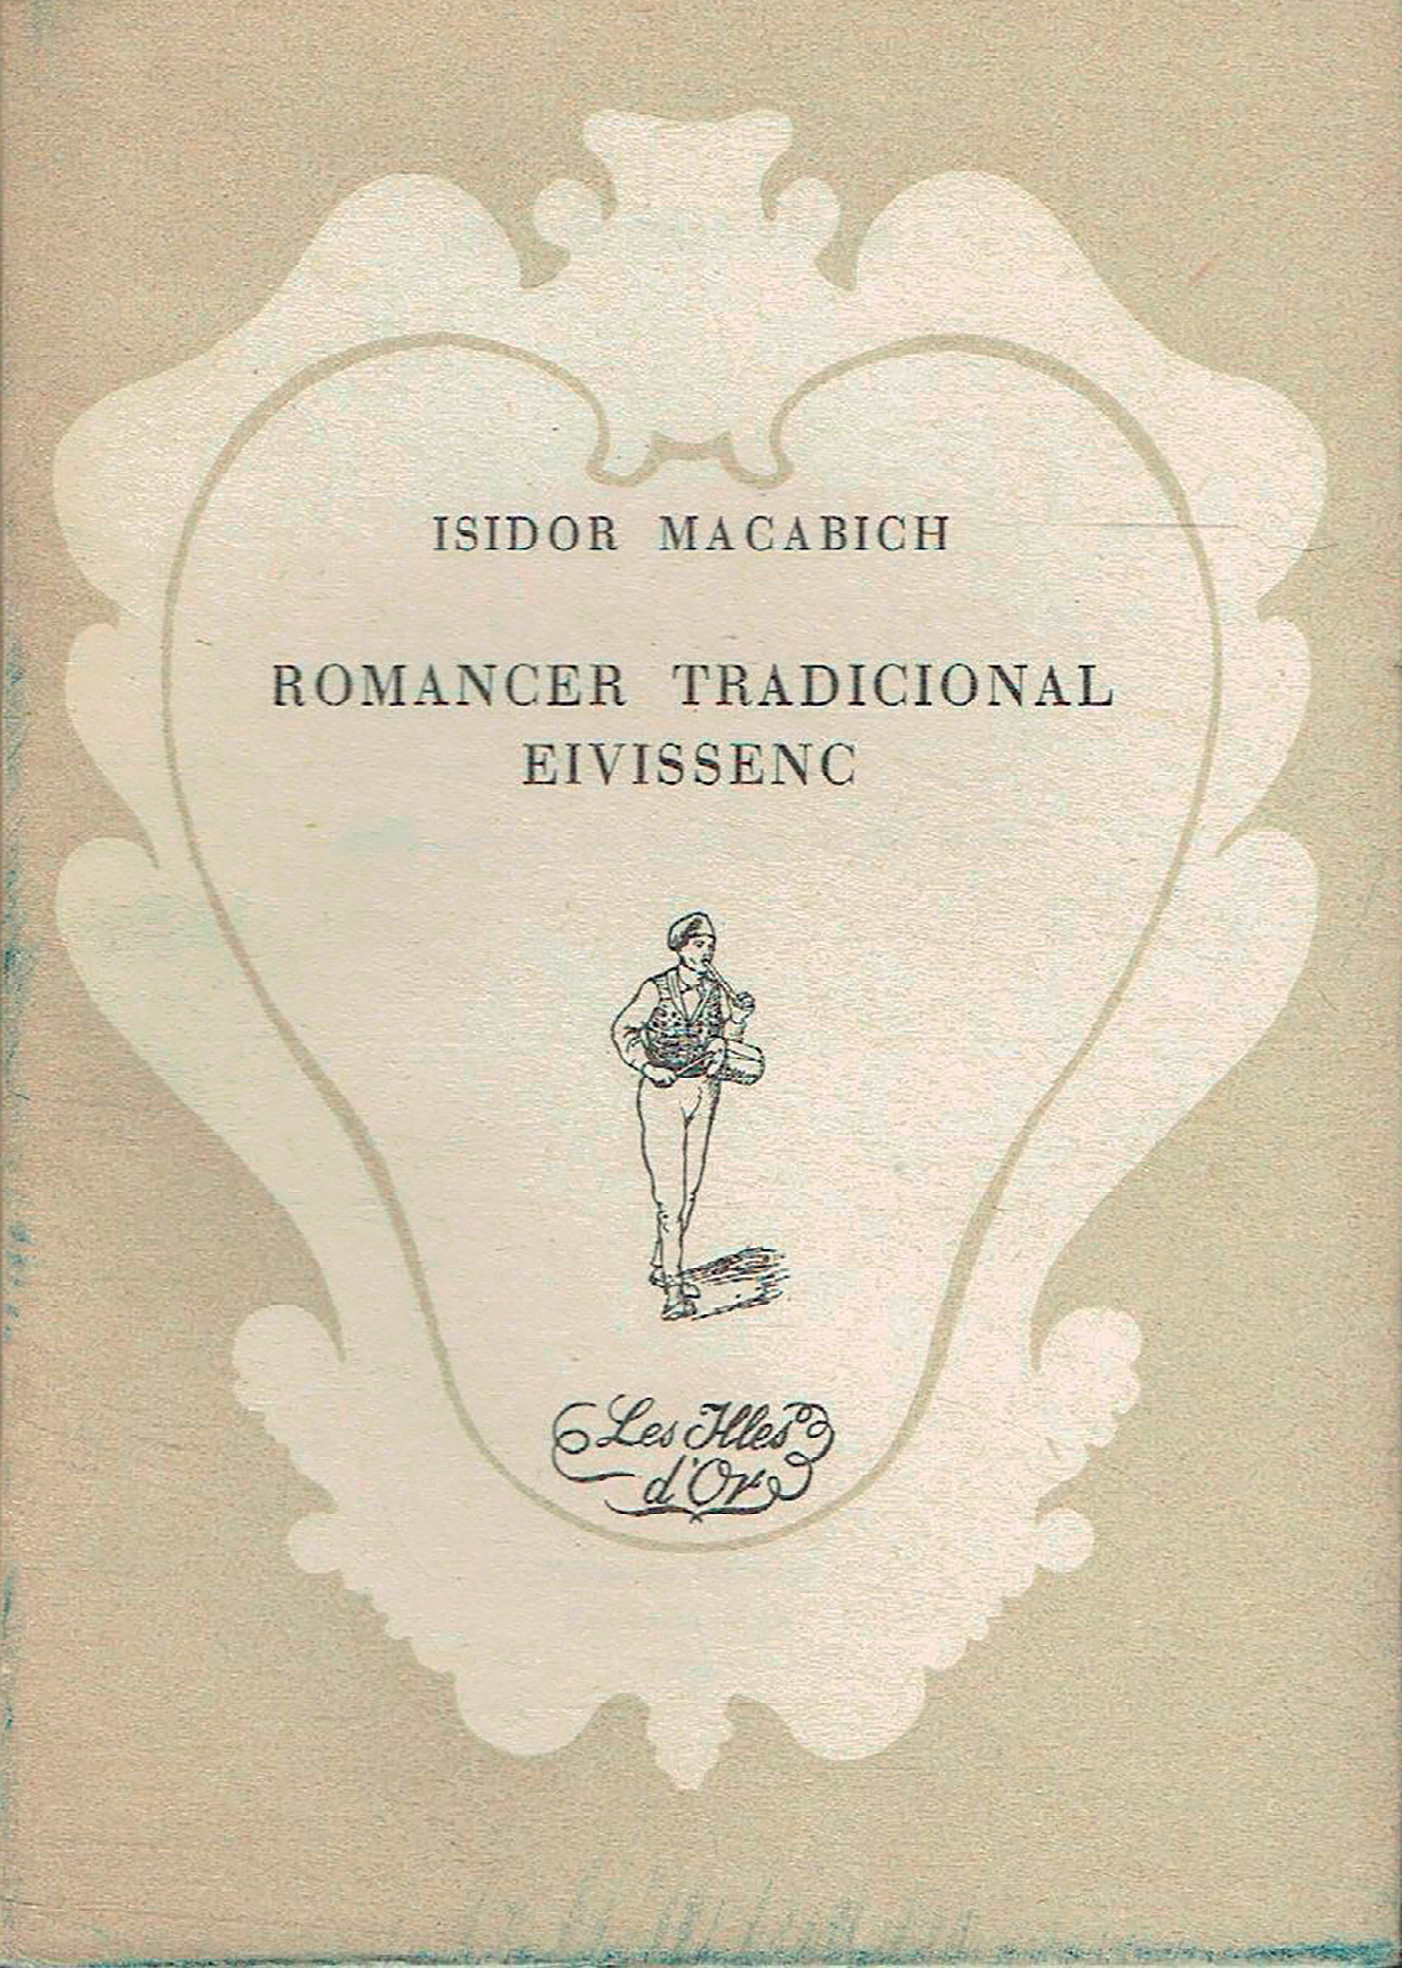 ISIDOR MACABICH
ROMANCER TRADICIONAL
EIVISSENC
Les Illes
d'Or